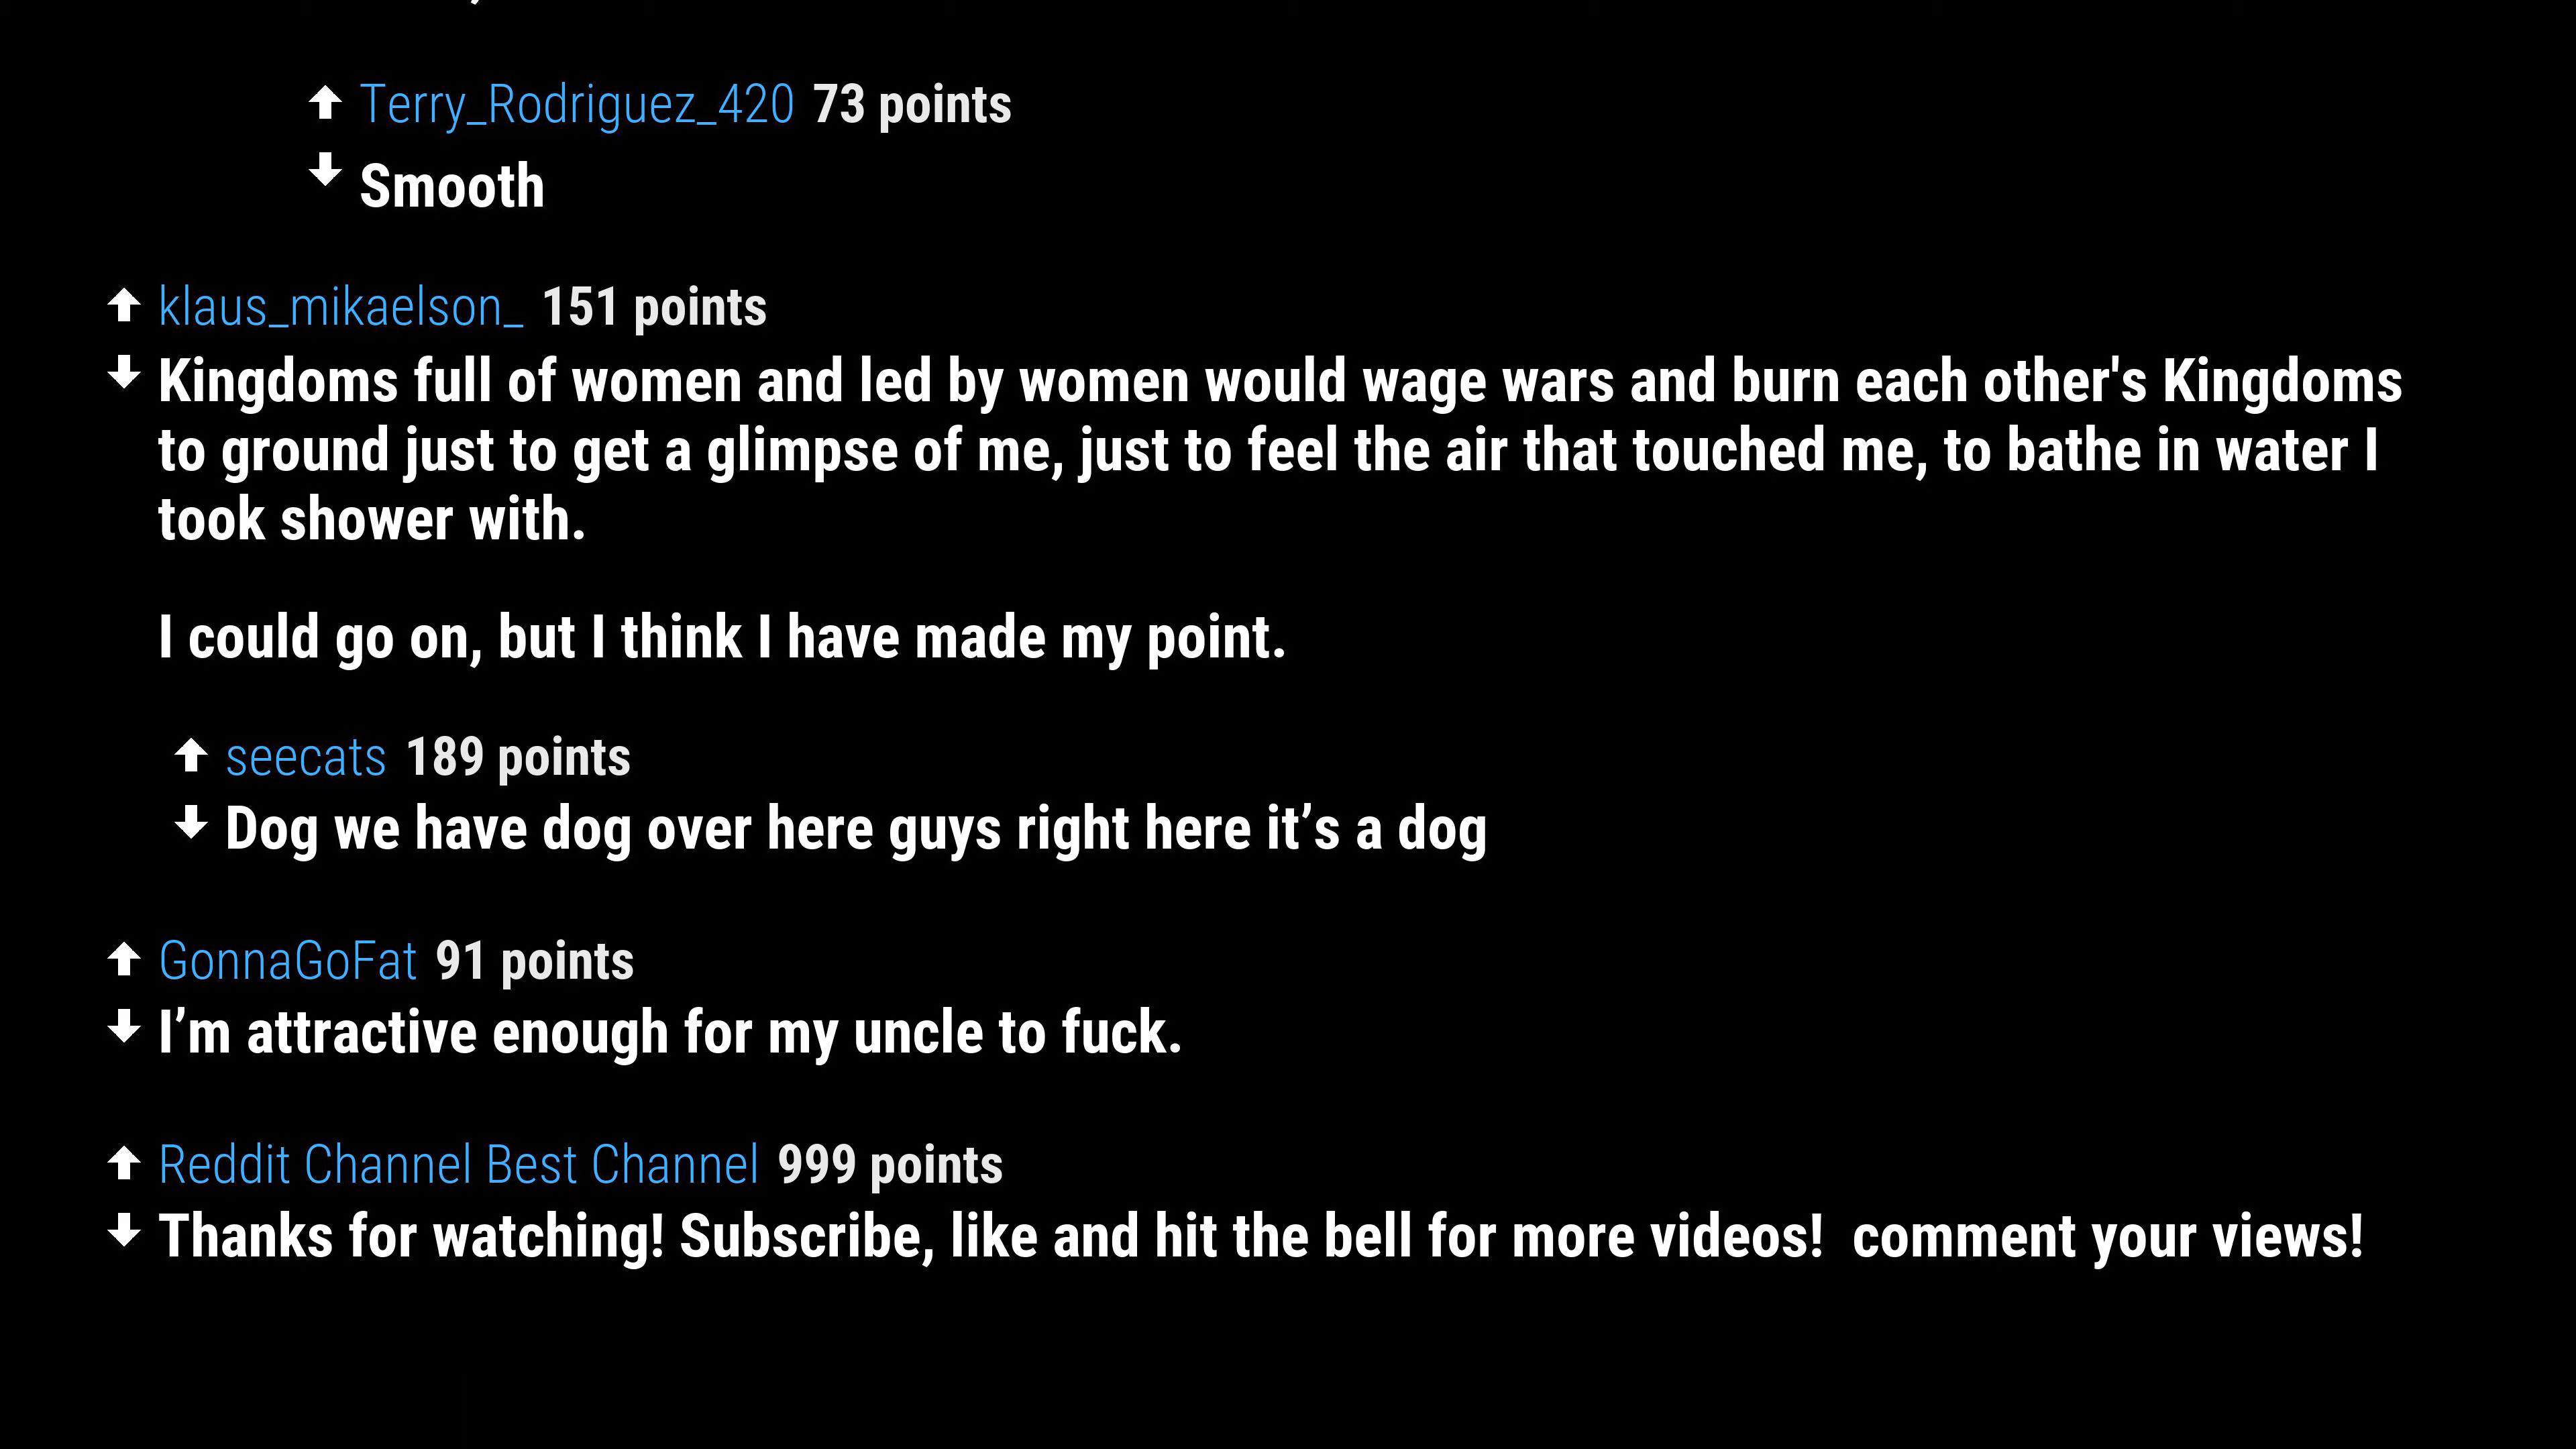 Terry_Rodriguez_420 73 points
Smooth
klaus_mikaelson_ 151 points
Kingdoms full of women and led by women would wage wars and burn each other's Kingdoms
to ground just to get a glimpse of me, just to feel the air that touched me, to bathe in water I
took shower with.
I could go on, but I think I have made my point.
seecats 189 points
Dog we have dog over here guys right here it’s a dog
GonnaGoFat 91 points
I’m attractive enough for my uncle to fuck.
Reddit Channel Best Channel 999 points
Thanks for watching! Subscribe, like and hit the bell for more videos!  comment your views!